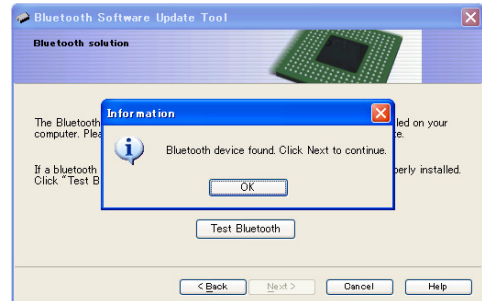 Bluetooth Software Update Tool
Bluetooth solution
The Bluetooth
led on your
computer. Plea
te.
Information
Bluetooth device found. Click Next to continue.
OK
If a bluetooth
perly installed.
Click "Test B
Test Bluetooth
< Back
Next >
Cancel
Help